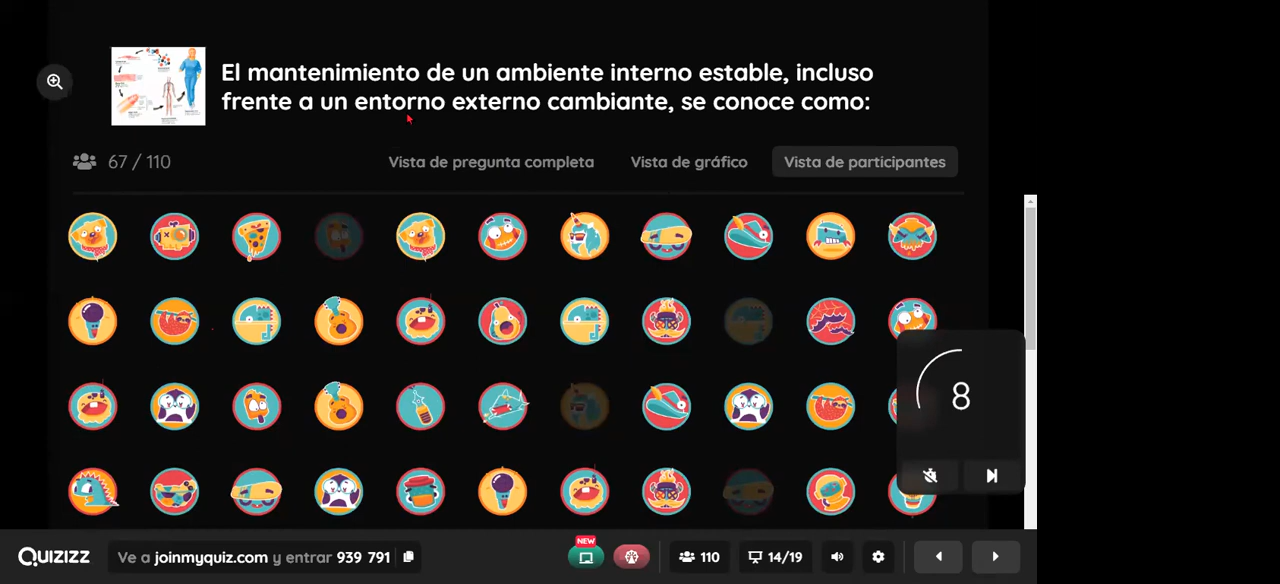 El mantenimiento de un ambiente interno estable, incluso
frente a un entorno externo cambiante, se conoce como:
67 / 110
Vista de pregunta completa
Vista de gráfico
Vista de participantes
8
NEW
Quizizz
Ve a joinmyquiz.com y entrar 939 791
110
14/19